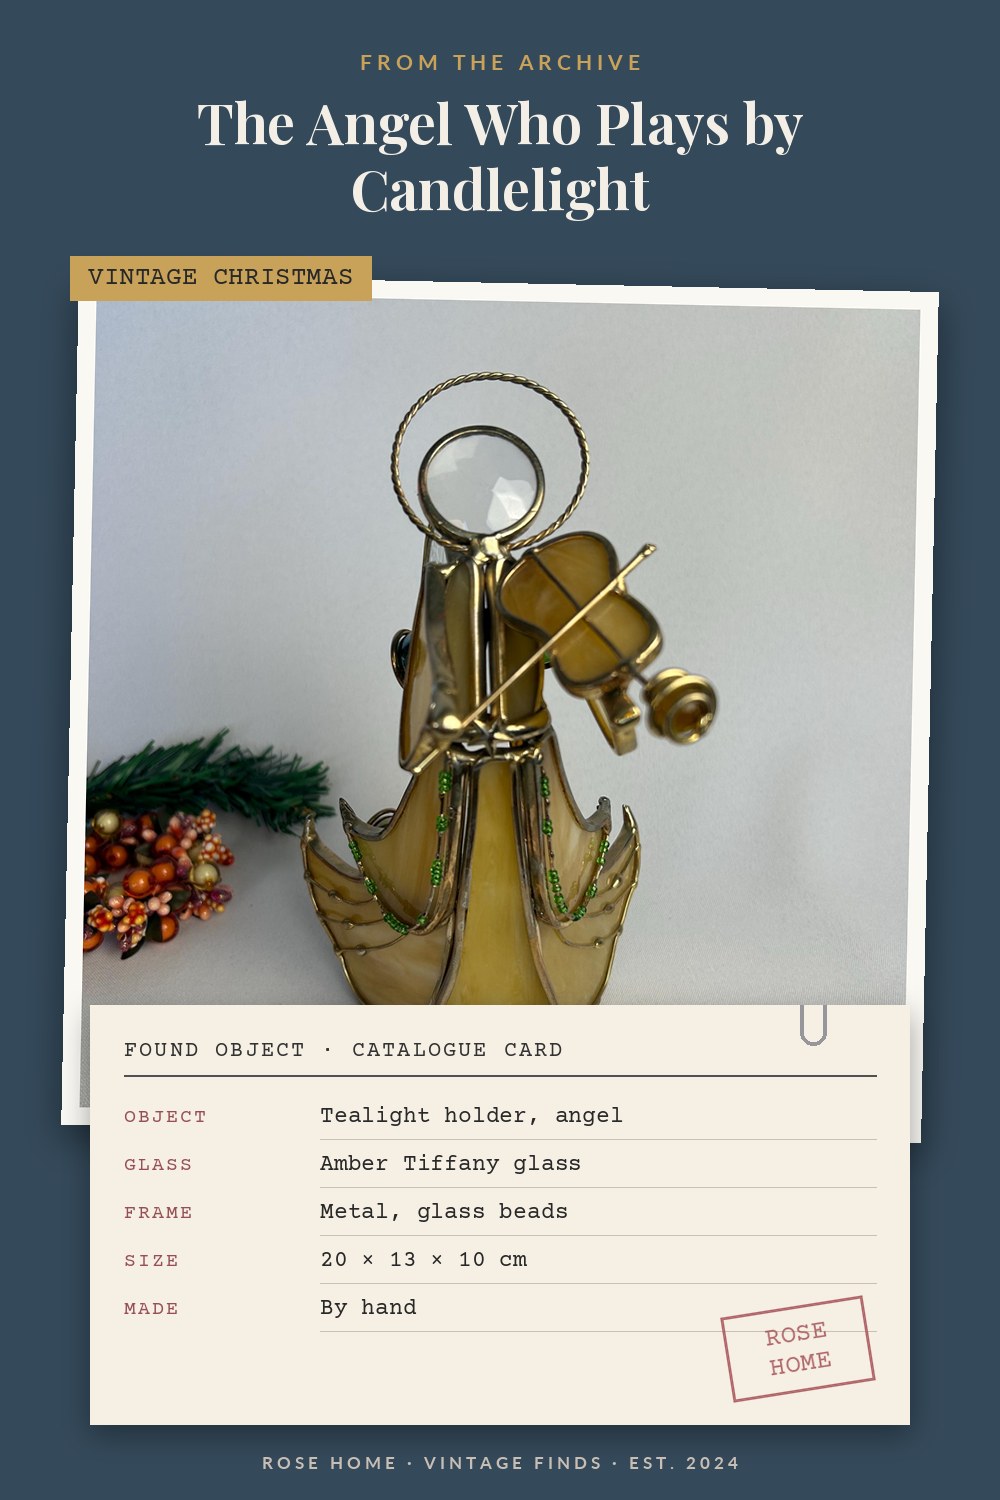 FROM THE ARCHIVE
The Angel Who Plays by
Candlelight
VINTAGE CHRISTMAS
FOUND OBJECT · CATALOGUE CARD
OBJECT Tealight holder, angel
GLASS Amber Tiffany glass
FRAME Metal, glass beads
SIZE 20 × 13 × 10 cm
MADE By hand
ROSE
HOME
ROSE HOME · VINTAGE FINDS · EST. 2024